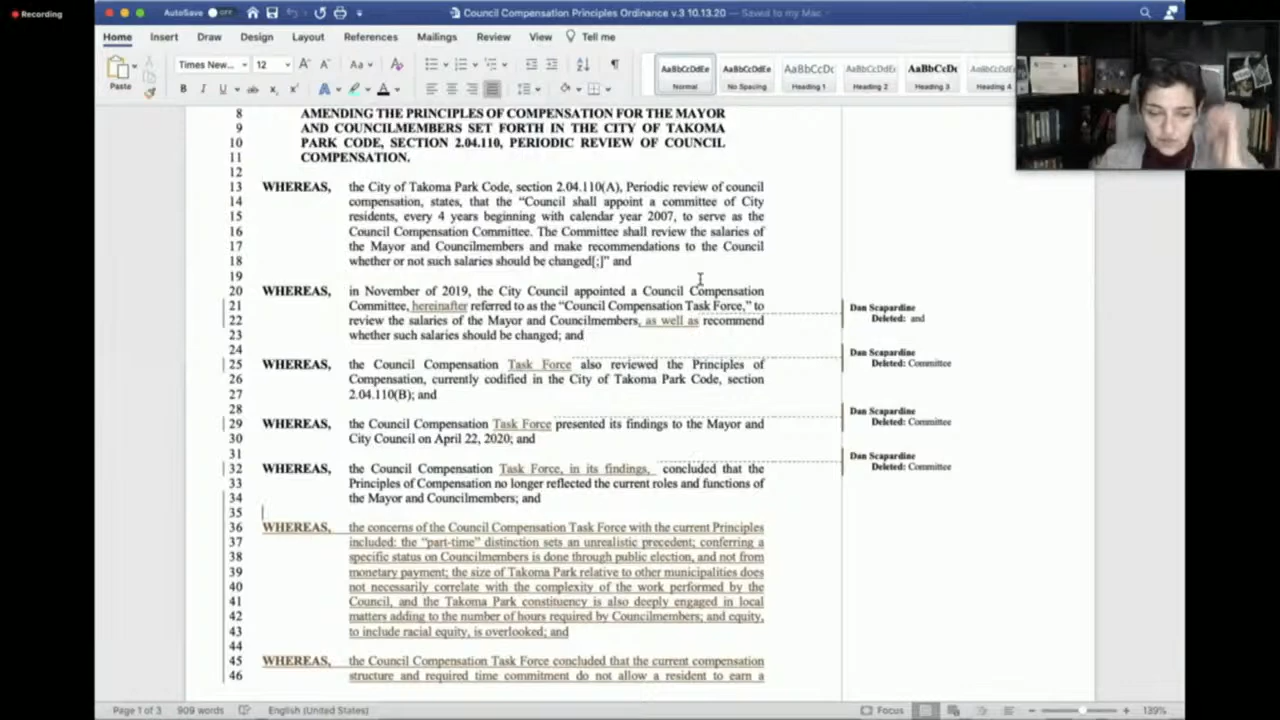 Recording
AutoSave OFF
Council Compensation Principles Ordinance v.3 10.13.20 — Saved to my Mac
Home Insert Draw Design Layout References Mailings Review View Tell me
Paste
Times New... 12
AaBbCcDdEe AaBbCcDdEe AaBbCcDc AaBbCcDdEe AaBbCcDc AaBbCcDdEe
Normal No Spacing Heading 1 Heading 2 Heading 3 Heading 4
8 AMENDING THE PRINCIPLES OF COMPENSATION FOR THE MAYOR
9 AND COUNCILMEMBERS SET FORTH IN THE CITY OF TAKOMA
10 PARK CODE, SECTION 2.04.110, PERIODIC REVIEW OF COUNCIL
11 COMPENSATION.
12
13 WHEREAS, the City of Takoma Park Code, section 2.04.110(A), Periodic review of council
14 compensation, states, that the “Council shall appoint a committee of City
15 residents, every 4 years beginning with calendar year 2007, to serve as the
16 Council Compensation Committee. The Committee shall review the salaries of
17 the Mayor and Councilmembers and make recommendations to the Council
18 whether or not such salaries should be changed[;]” and
19
20 WHEREAS, in November of 2019, the City Council appointed a Council Compensation
21 Committee, hereinafter referred to as the “Council Compensation Task Force,” to
22 review the salaries of the Mayor and Councilmembers, as well as recommend
23 whether such salaries should be changed; and
24
25 WHEREAS, the Council Compensation Task Force also reviewed the Principles of
26 Compensation, currently codified in the City of Takoma Park Code, section
27 2.04.110(B); and
28
29 WHEREAS, the Council Compensation Task Force presented its findings to the Mayor and
30 City Council on April 22, 2020; and
31
32 WHEREAS, the Council Compensation Task Force, in its findings, concluded that the
33 Principles of Compensation no longer reflected the current roles and functions of
34 the Mayor and Councilmembers; and
35
36 WHEREAS, the concerns of the Council Compensation Task Force with the current Principles
37 included: the “part-time” distinction sets an unrealistic precedent; conferring a
38 specific status on Councilmembers is done through public election, and not from
39 monetary payment; the size of Takoma Park relative to other municipalities does
40 not necessarily correlate with the complexity of the work performed by the
41 Council, and the Takoma Park constituency is also deeply engaged in local
42 matters adding to the number of hours required by Councilmembers; and equity,
43 to include racial equity, is overlooked; and
44
45 WHEREAS, the Council Compensation Task Force concluded that the current compensation
46 structure and required time commitment do not allow a resident to earn a
Dan Scapardine
Deleted: and
Dan Scapardine
Deleted: Committee
Dan Scapardine
Deleted: Committee
Dan Scapardine
Deleted: Committee
Page 1 of 3 909 words English (United States) Focus 139%